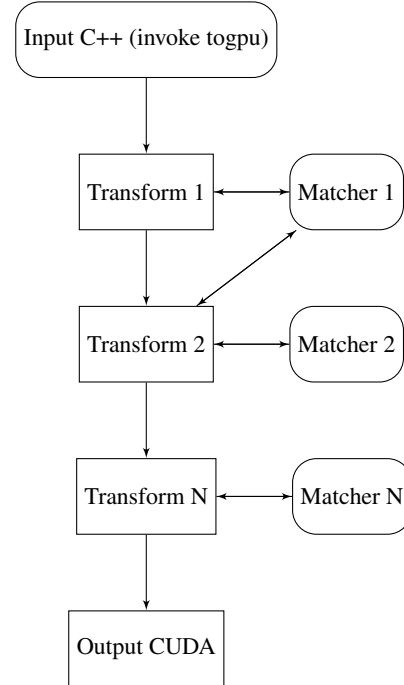 Input C++ (invoke togpu)
Transform 1
Matcher 1
Transform 2
Matcher 2
Transform N
Matcher N
Output CUDA